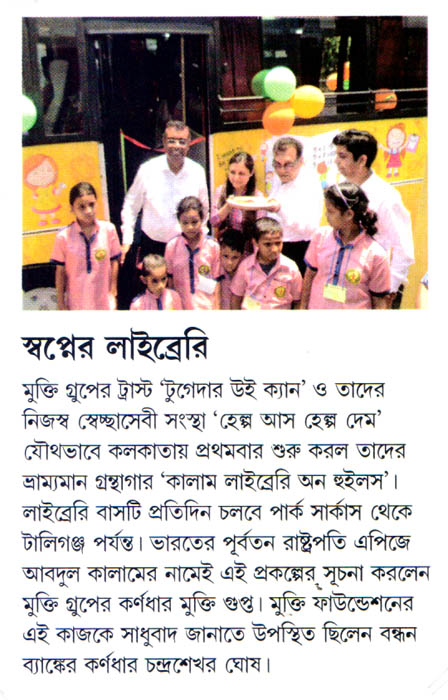 স্বপ্নের লাইব্রেরি
মুক্তি গ্রুপের ট্রাস্ট ‘টুগেদার উই ক্যান’ ও তাদের
নিজস্ব স্বেচ্ছাসেবী সংস্থা ‘হেল্প আস হেল্প দেম’
যৌথভাবে কলকাতায় প্রথমবার শুরু করল তাদের
ভ্রাম্যমান গ্রন্থাগার ‘কালাম লাইব্রেরি অন হুইলস’।
লাইব্রেরি বাসটি প্রতিদিন চলবে পার্ক সার্কাস থেকে
টালিগঞ্জ পর্যন্ত। ভারতের পূর্বতন রাষ্ট্রপতি এপিজে
আবদুল কালামের নামেই এই প্রকল্পের সূচনা করলেন
মুক্তি গ্রুপের কর্ণধার মুক্তি গুপ্ত। মুক্তি ফাউন্ডেশনের
এই কাজকে সাধুবাদ জানাতে উপস্থিত ছিলেন বন্ধন
ব্যাঙ্কের কর্ণধার চন্দ্রশেখর ঘোষ।